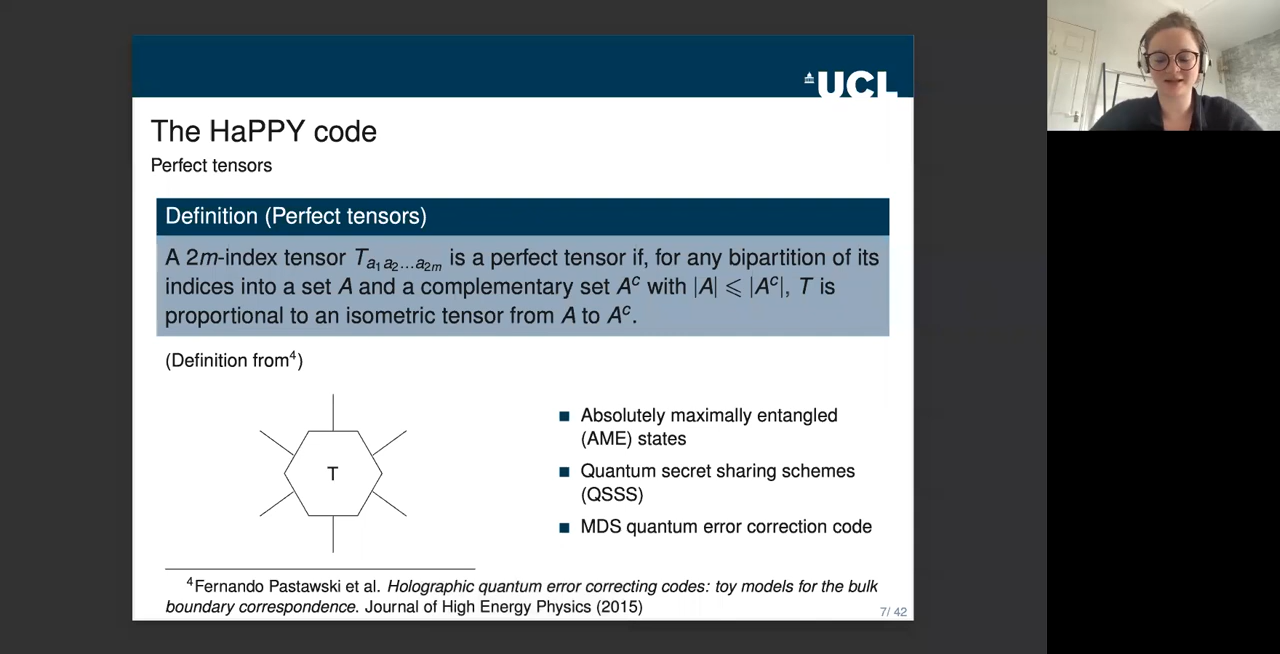 UCL
The HaPPY code
Perfect tensors
Definition (Perfect tensors)
A 2m-index tensor T_{a_1 a_2...a_{2m}} is a perfect tensor if, for any bipartition of its
indices into a set A and a complementary set A^c with |A| ⩽ |A^c|, T is
proportional to an isometric tensor from A to A^c.
(Definition from⁴)
T
■ Absolutely maximally entangled
(AME) states
■ Quantum secret sharing schemes
(QSSS)
■ MDS quantum error correction code
⁴Fernando Pastawski et al. Holographic quantum error correcting codes: toy models for the bulk
boundary correspondence. Journal of High Energy Physics (2015)
7/ 42